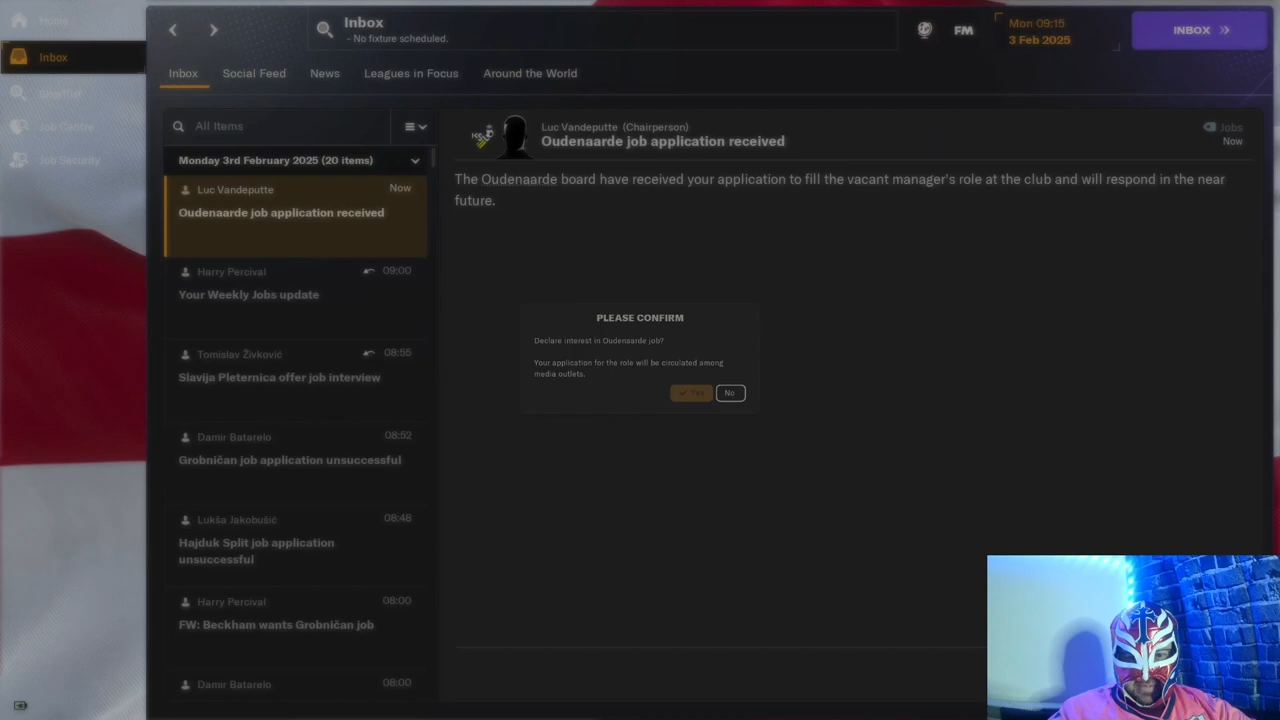 Home
Inbox
Shortlist
Job Centre
Job Security
Inbox
- No fixture scheduled.
FM
Mon 09:15
3 Feb 2025
INBOX
Inbox
Social Feed
News
Leagues in Focus
Around the World
All Items
Monday 3rd February 2025 (20 items)
Luc Vandeputte
Now
Oudenaarde job application received
Harry Percival
09:00
Your Weekly Jobs update
Tomislav Živković
08:55
Slavija Pleternica offer job interview
Damir Batarelo
08:52
Grobničan job application unsuccessful
Lukša Jakobušić
08:48
Hajduk Split job application
unsuccessful
Harry Percival
08:00
FW: Beckham wants Grobničan job
Damir Batarelo
08:00
Luc Vandeputte (Chairperson)
Oudenaarde job application received
Jobs
Now
The Oudenaarde board have received your application to fill the vacant manager's role at the club and will respond in the near
future.
PLEASE CONFIRM
Declare interest in Oudenaarde job?
Your application for the role will be circulated among
media outlets.
Yes
No